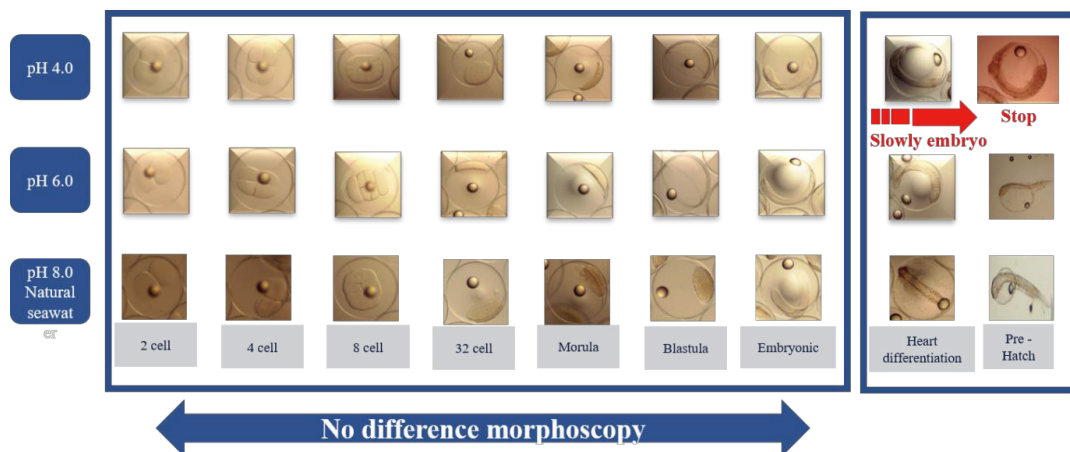 pH 4.0
Stop
Slowly embryo
pH 6.0
pH 8.0
Natural
seawat
er
2 cell
4 cell
8 cell
32 cell
Morula
Blastula
Embryonic
Heart
differentiation
Pre -
Hatch
No difference morphoscopy